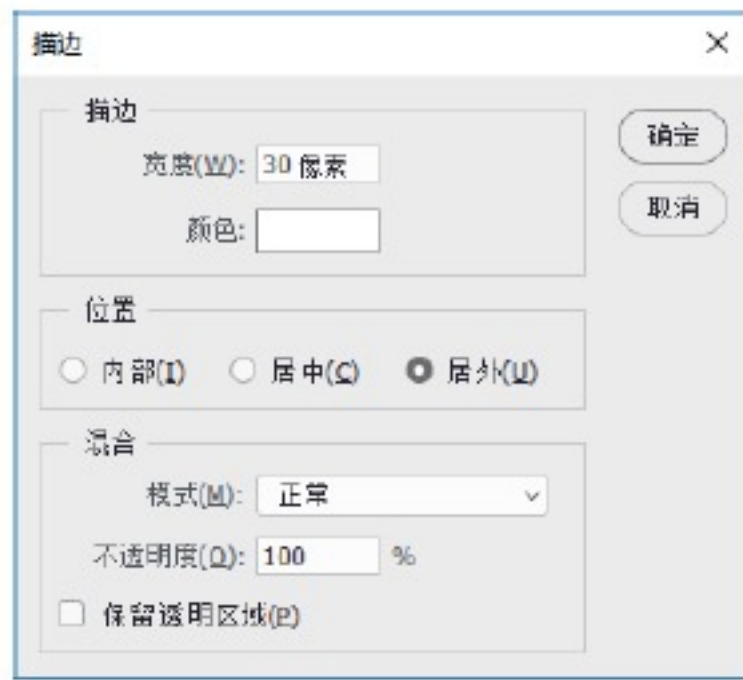 描边
描边
宽度(W): 30 像素
颜色:
确定
取消
位置
内部(I) 居中(C) 居外(U)
混合
模式(M): 正常
不透明度(O): 100 %
保留透明区域(P)